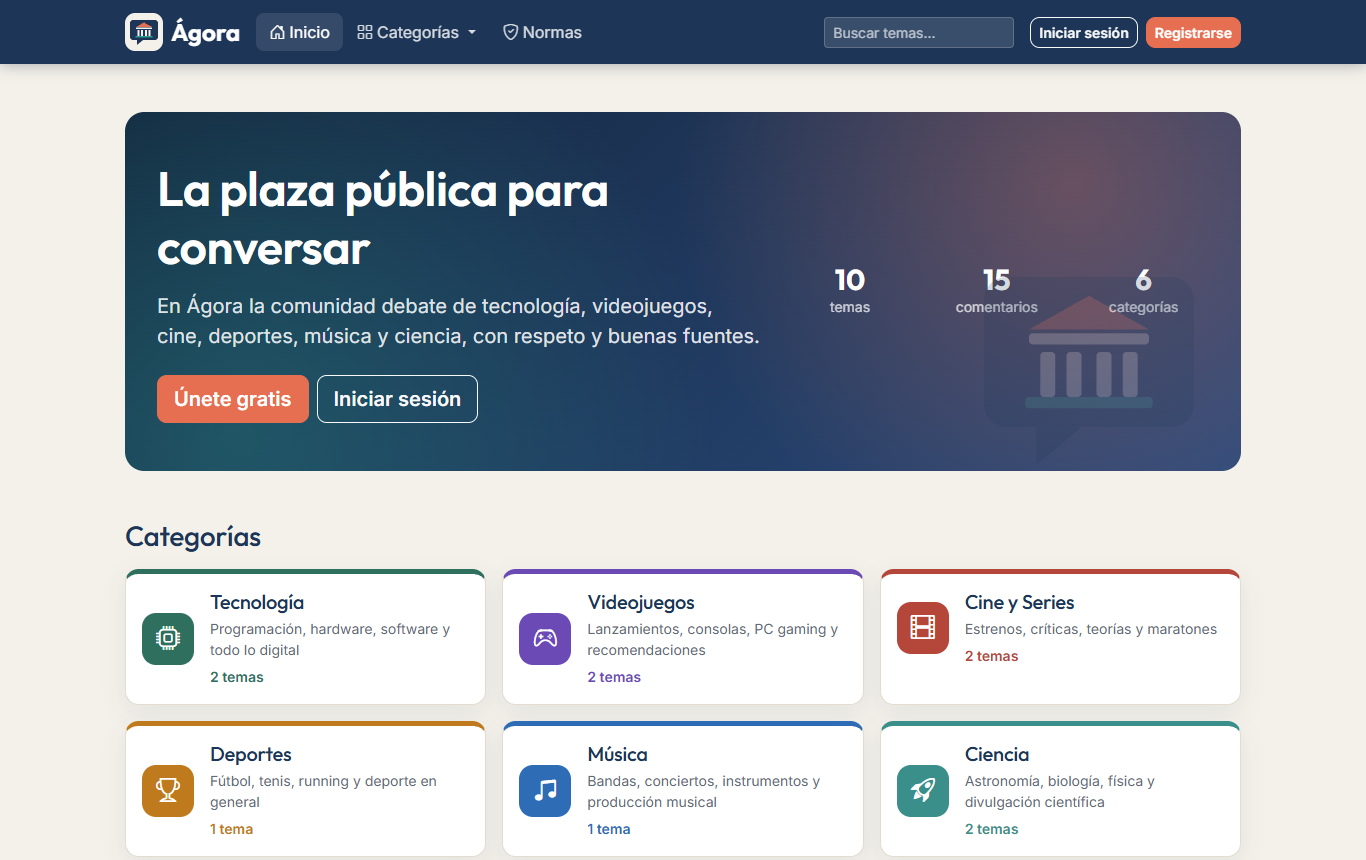 Ágora
Inicio
Categorías
Normas
Buscar temas...
Iniciar sesión
Registrarse
La plaza pública para
conversar
En Ágora la comunidad debate de tecnología, videojuegos,
cine, deportes, música y ciencia, con respeto y buenas fuentes.
Únete gratis
Iniciar sesión
10
temas
15
comentarios
6
categorías
Categorías
Tecnología
Programación, hardware, software y
todo lo digital
2 temas
Videojuegos
Lanzamientos, consolas, PC gaming y
recomendaciones
2 temas
Cine y Series
Estrenos, críticas, teorías y maratones
2 temas
Deportes
Fútbol, tenis, running y deporte en
general
1 tema
Música
Bandas, conciertos, instrumentos y
producción musical
1 tema
Ciencia
Astronomía, biología, física y
divulgación científica
2 temas